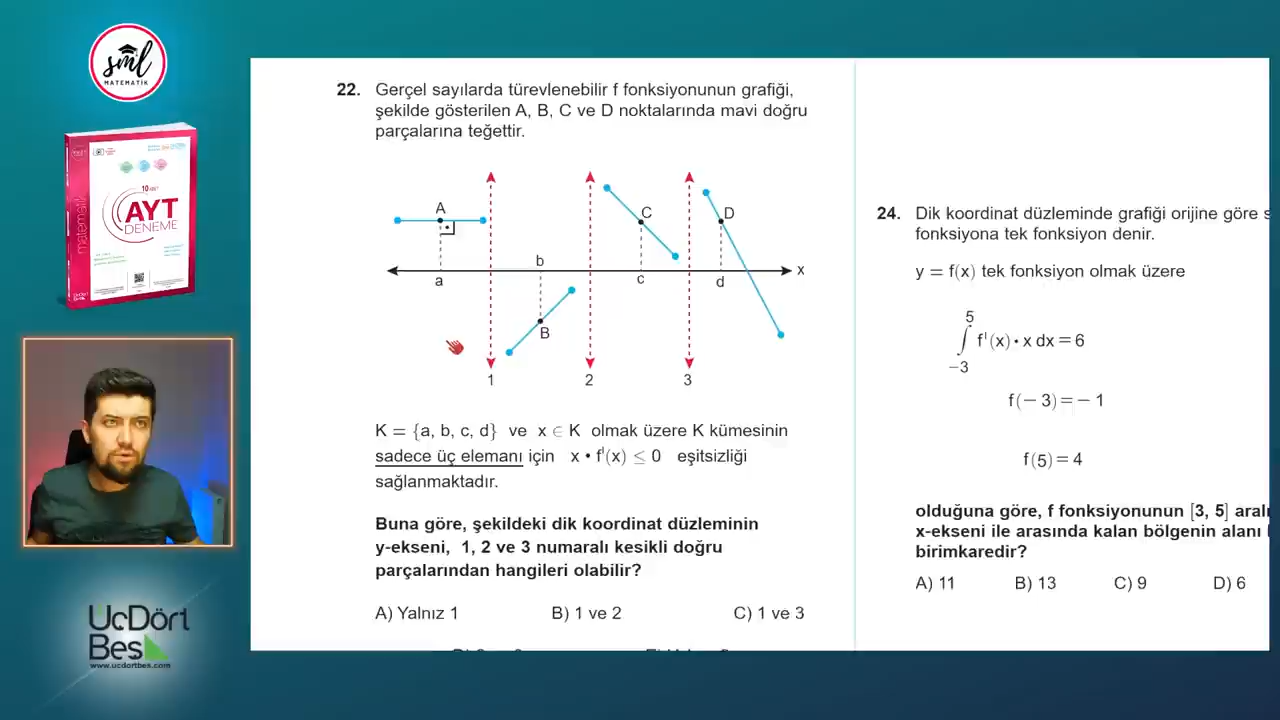 sml
MATEMATİK
matematik
10 adet
AYT
DENEME
ÜçDört
Beş
www.ucdortbes.com
22. Gerçel sayılarda türevlenebilir f fonksiyonunun grafiği,
şekilde gösterilen A, B, C ve D noktalarında mavi doğru
parçalarına teğettir.
A
C
D
b
x
a
c
d
B
1
2
3
K = {a, b, c, d} ve x ∈ K olmak üzere K kümesinin
sadece üç elemanı için x • f'(x) ≤ 0 eşitsizliği
sağlanmaktadır.
Buna göre, şekildeki dik koordinat düzleminin
y-ekseni, 1, 2 ve 3 numaralı kesikli doğru
parçalarından hangileri olabilir?
A) Yalnız 1 B) 1 ve 2 C) 1 ve 3
24. Dik koordinat düzleminde grafiği orijine göre s
fonksiyona tek fonksiyon denir.
y = f(x) tek fonksiyon olmak üzere
5
∫ f'(x) • x dx = 6
−3
f(− 3) = − 1
f(5) = 4
olduğuna göre, f fonksiyonunun [3, 5] aralı
x-ekseni ile arasında kalan bölgenin alanı
birimkaredir?
A) 11 B) 13 C) 9 D) 6